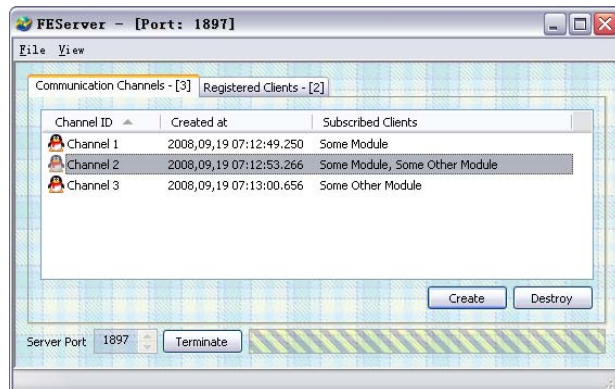 FEServer - [Port: 1897]
File View
Communication Channels - [3] Registered Clients - [2]
Channel ID Created at Subscribed Clients
Channel 1 2008,09,19 07:12:49.250 Some Module
Channel 2 2008,09,19 07:12:53.266 Some Module, Some Other Module
Channel 3 2008,09,19 07:13:00.656 Some Other Module
Create Destroy
Server Port 1897 Terminate